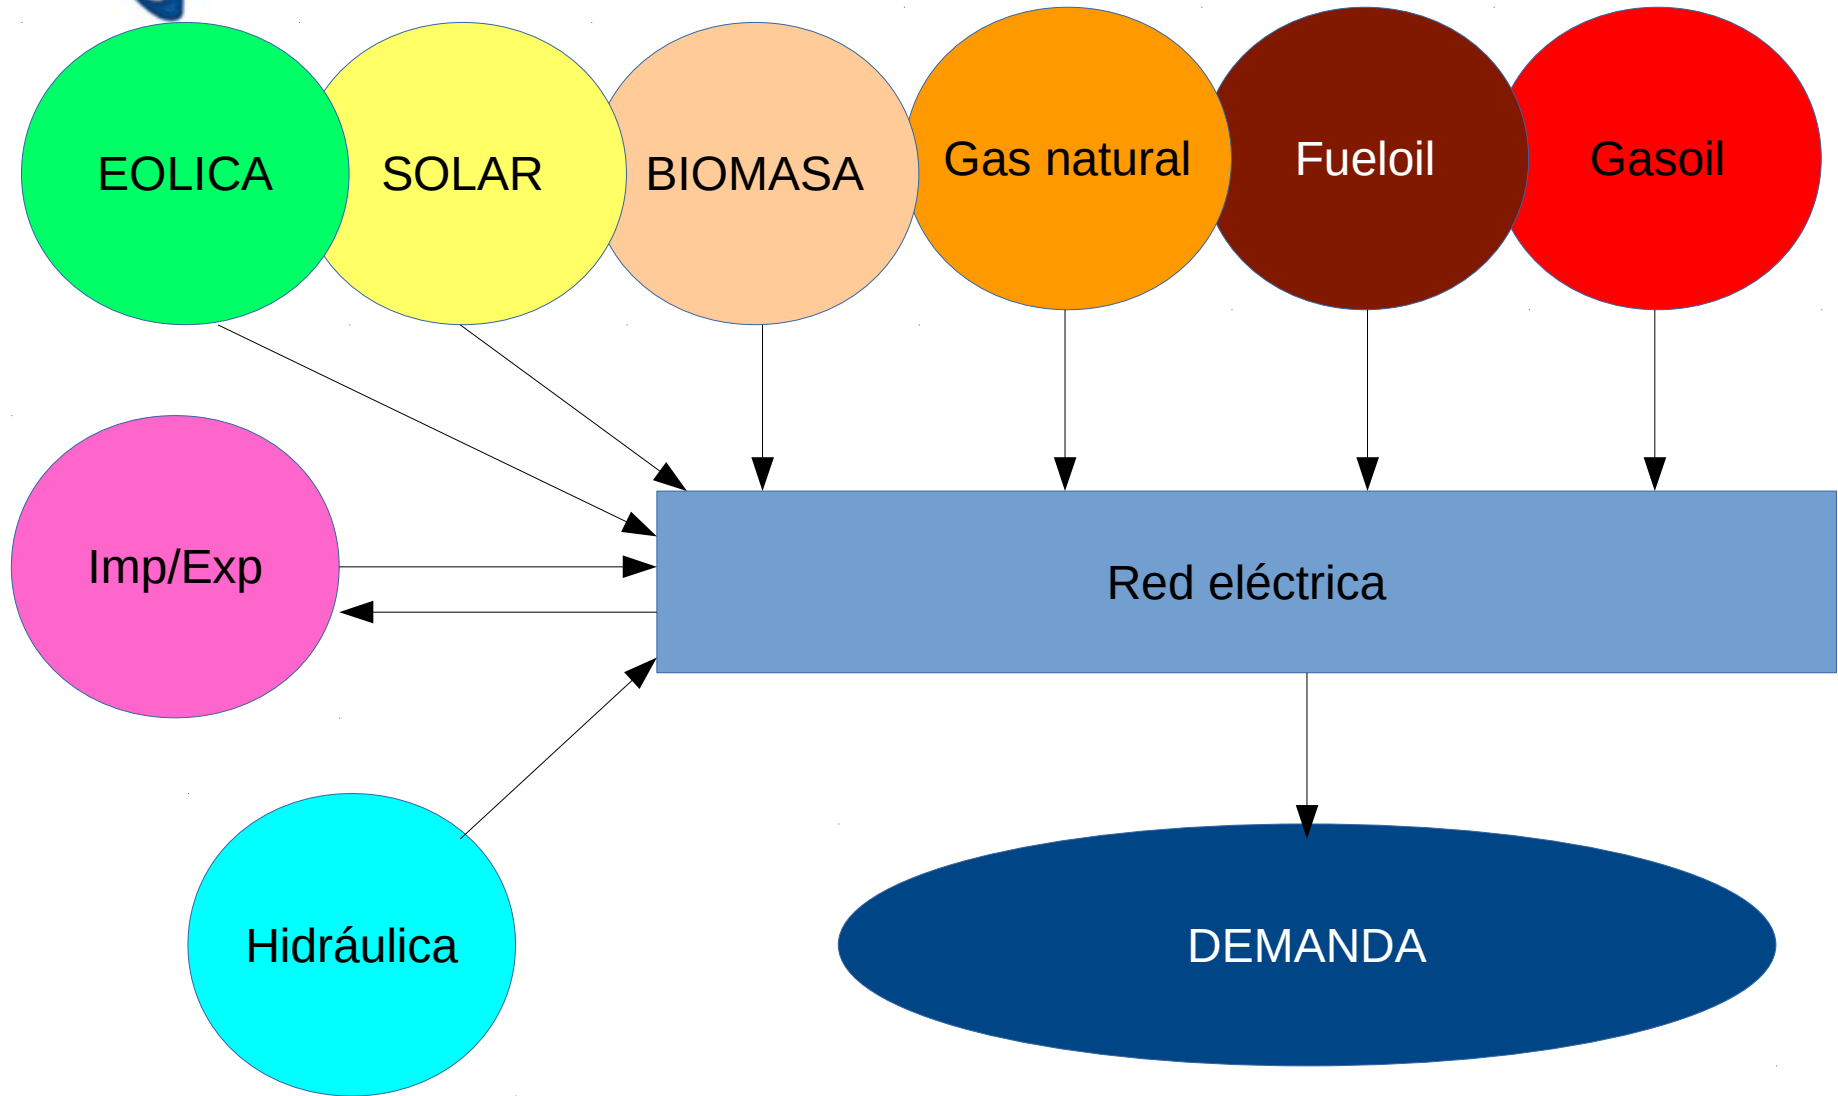 EOLICA
SOLAR
BIOMASA
Gas natural
Fueloil
Gasoil
Imp/Exp
Red eléctrica
Hidráulica
DEMANDA